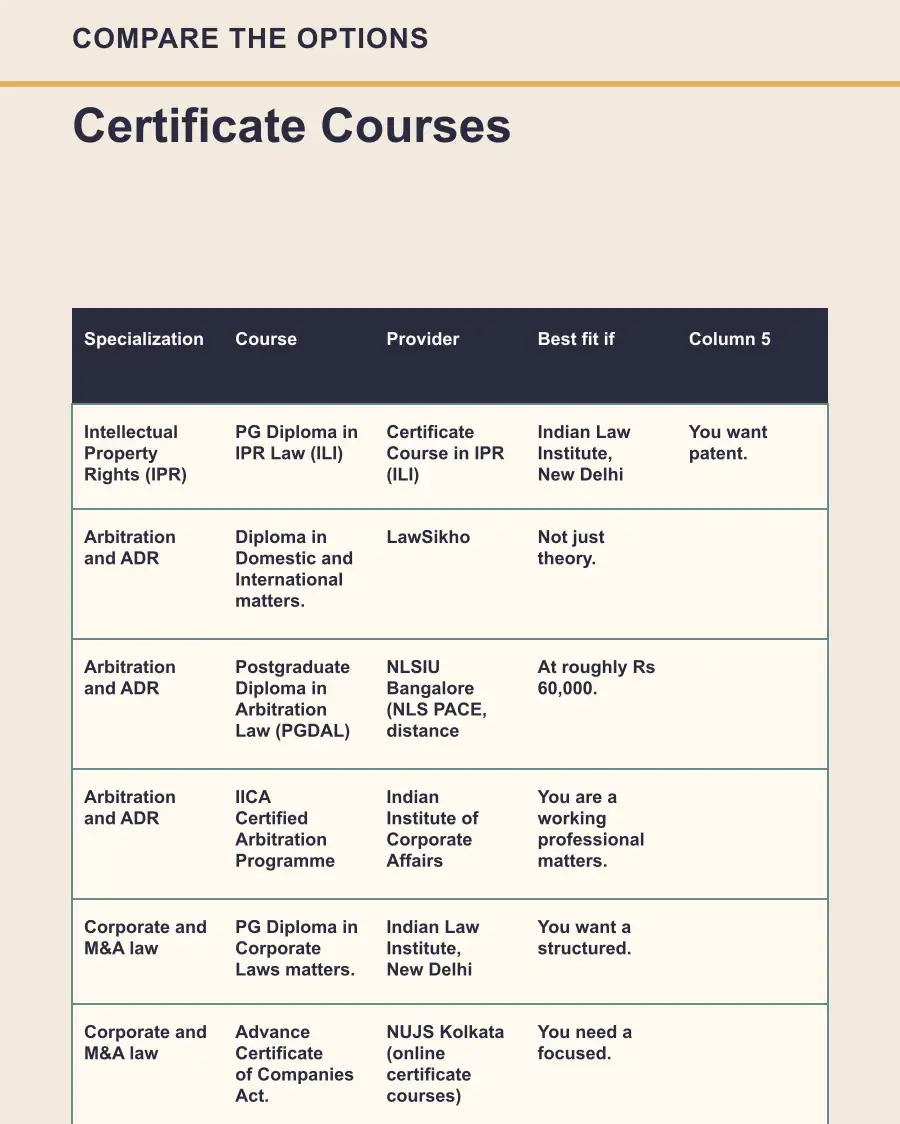 COMPARE THE OPTIONS
Certificate Courses
Specialization Course Provider Best fit if Column 5
Intellectual PG Diploma in Certificate Indian Law You want
Property IPR Law (ILI) Course in IPR Institute, patent.
Rights (IPR) (ILI) New Delhi
Arbitration Diploma in LawSikho Not just
and ADR Domestic and theory.
International
matters.
Arbitration Postgraduate NLSIU At roughly Rs
and ADR Diploma in Bangalore 60,000.
Arbitration (NLS PACE,
Law (PGDAL) distance
Arbitration IICA Indian You are a
and ADR Certified Institute of working
Arbitration Corporate professional
Programme Affairs matters.
Corporate and PG Diploma in Indian Law You want a
M&A law Corporate Institute, structured.
Laws matters. New Delhi
Corporate and Advance NUJS Kolkata You need a
M&A law Certificate (online focused.
of Companies certificate
Act. courses)